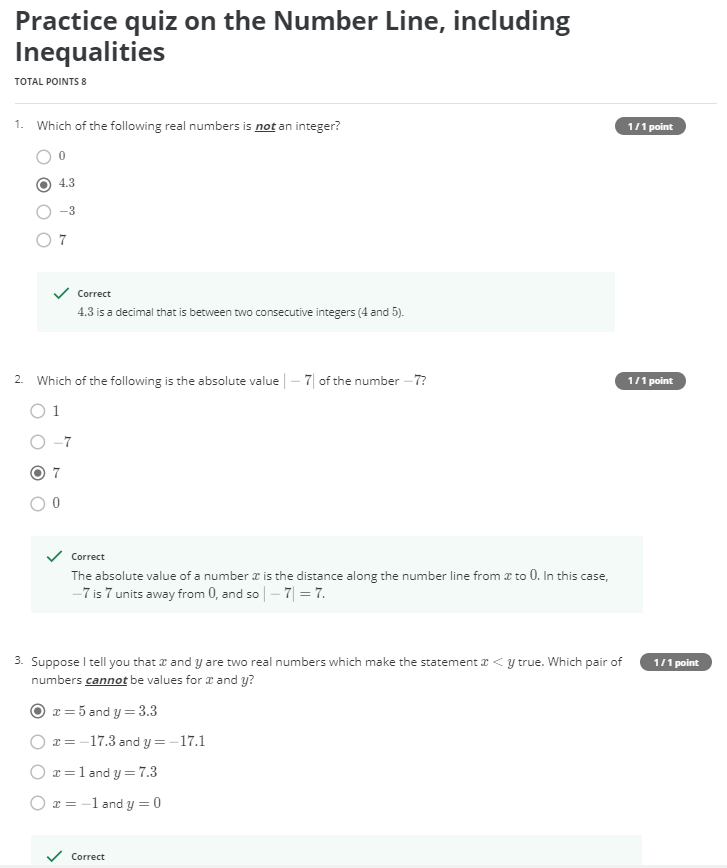 Practice quiz on the Number Line, including
Inequalities
TOTAL POINTS 8
1. Which of the following real numbers is not an integer?
1 / 1 point
0
4.3
−3
7
Correct
4.3 is a decimal that is between two consecutive integers (4 and 5).
2. Which of the following is the absolute value | − 7| of the number −7?
1 / 1 point
1
−7
7
0
Correct
The absolute value of a number x is the distance along the number line from x to 0. In this case,
−7 is 7 units away from 0, and so | − 7| = 7.
3. Suppose I tell you that x and y are two real numbers which make the statement x < y true. Which pair of
1 / 1 point
numbers cannot be values for x and y?
x = 5 and y = 3.3
x = −17.3 and y = −17.1
x = 1 and y = 7.3
x = −1 and y = 0
Correct